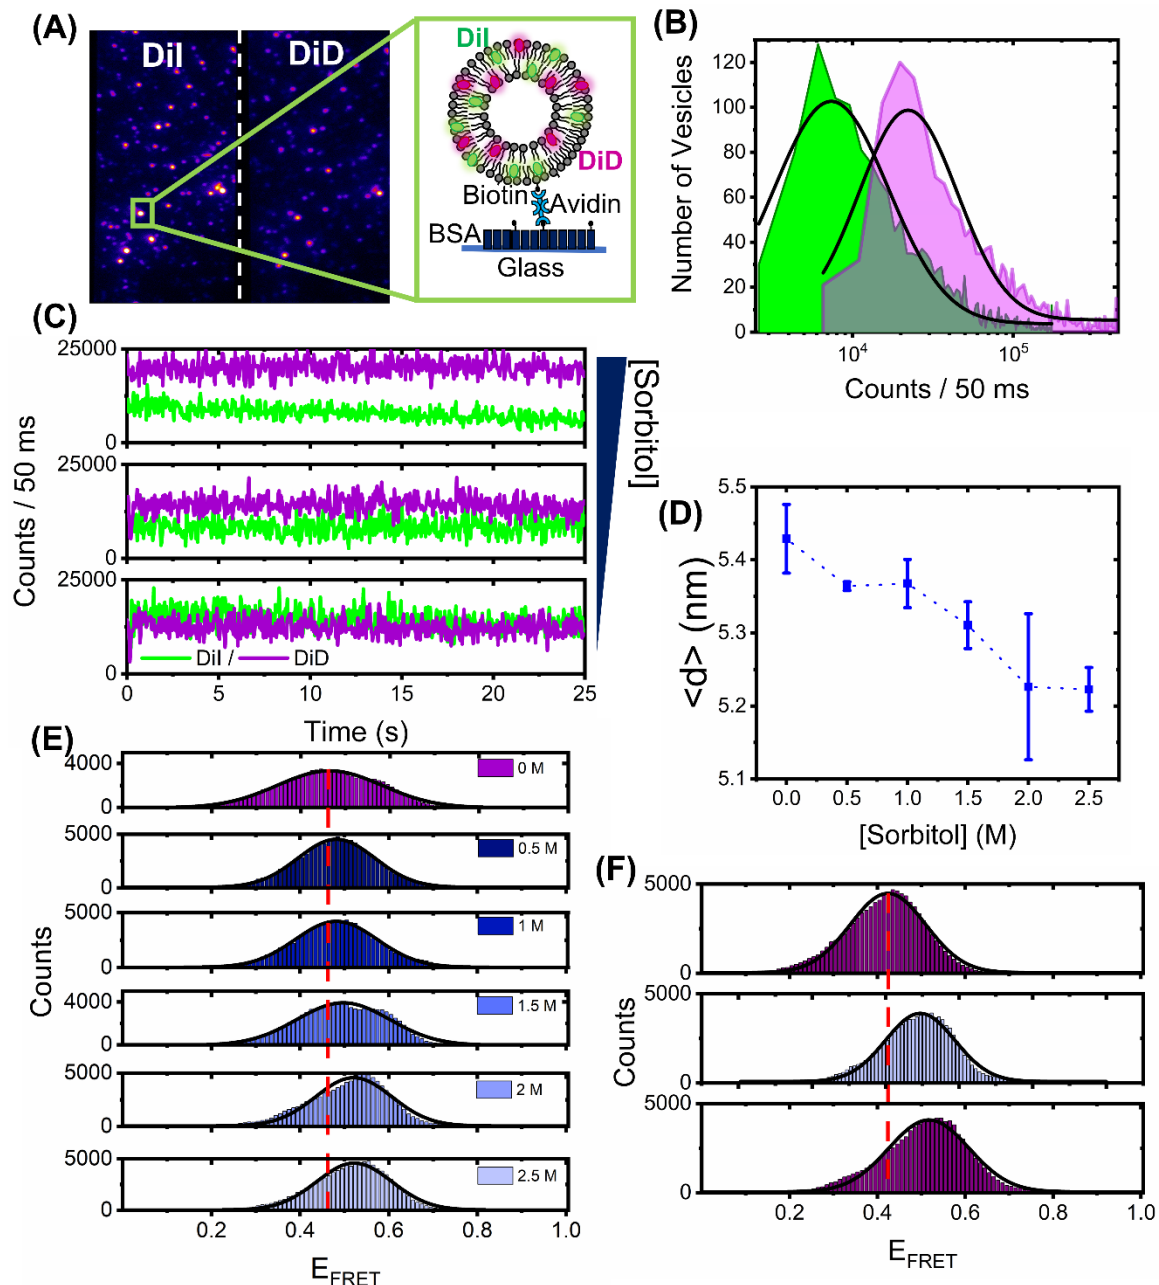 (A)
DiI
DiD
DiI
DiD
Biotin
Avidin
BSA
Glass
(B)
Number of Vesicles
120
100
80
60
40
20
0
10⁴
10⁵
Counts / 50 ms
(C)
Counts / 50 ms
25000
0
25000
0
25000
0
DiI / DiD
0 5 10 15 20 25
Time (s)
[Sorbitol]
(D)
<d> (nm)
5.5
5.4
5.3
5.2
5.1
0.0 0.5 1.0 1.5 2.0 2.5
[Sorbitol] (M)
(E)
Counts
4000
0
0 M
5000
0
0.5 M
5000
0
1 M
4000
0
1.5 M
5000
0
2 M
5000
0
2.5 M
0.2 0.4 0.6 0.8 1.0
E_FRET
(F)
Counts
5000
0
5000
0
5000
0
0.2 0.4 0.6 0.8 1.0
E_FRET